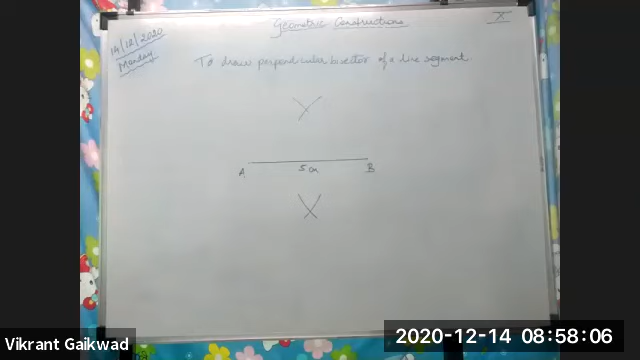 Geometric Constructions
X
14/12/2020
Monday
To draw perpendicular bisector of a line segment.
A
5 cm
B
Vikrant Gaikwad
2020-12-14 08:58:06